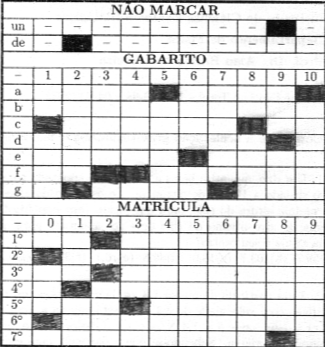 NÃO MARCAR
un – – – – – – – –
de – – – – – – – –
GABARITO
– 1 2 3 4 5 6 7 8 9 10
a
b
c
d
e
f
g
MATRÍCULA
– 0 1 2 3 4 5 6 7 8 9
1º
2º
3º
4º
5º
6º
7º